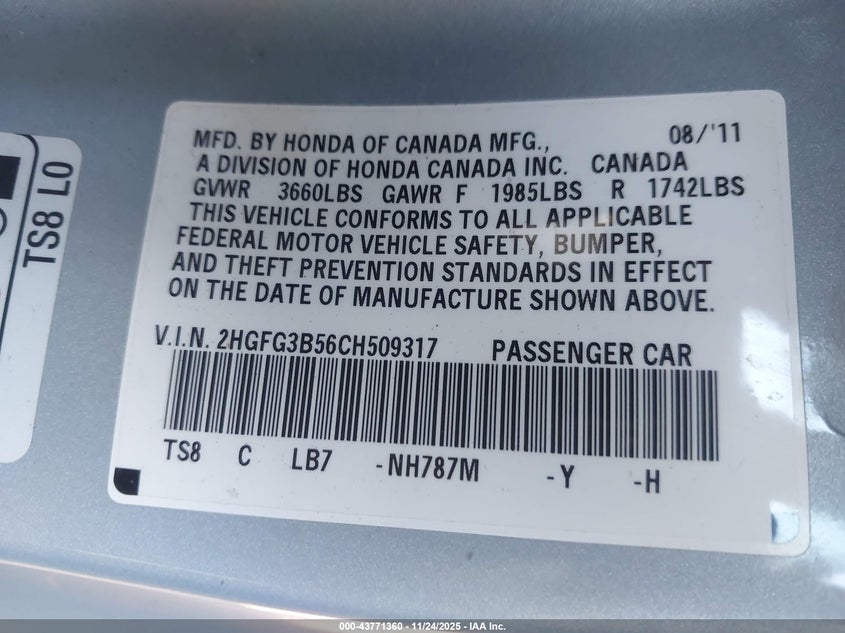 MFD. BY HONDA OF CANADA MFG., 08/'11
A DIVISION OF HONDA CANADA INC. CANADA
GVWR 3660LBS GAWR F 1985LBS R 1742LBS
THIS VEHICLE CONFORMS TO ALL APPLICABLE
FEDERAL MOTOR VEHICLE SAFETY, BUMPER,
AND THEFT PREVENTION STANDARDS IN EFFECT
ON THE DATE OF MANUFACTURE SHOWN ABOVE.
V.I.N. 2HGFG3B56CH509317 PASSENGER CAR
TS8 C LB7 -NH787M -Y -H
TS8 L0
000-43771360 - 11/24/2025 - IAA Inc.